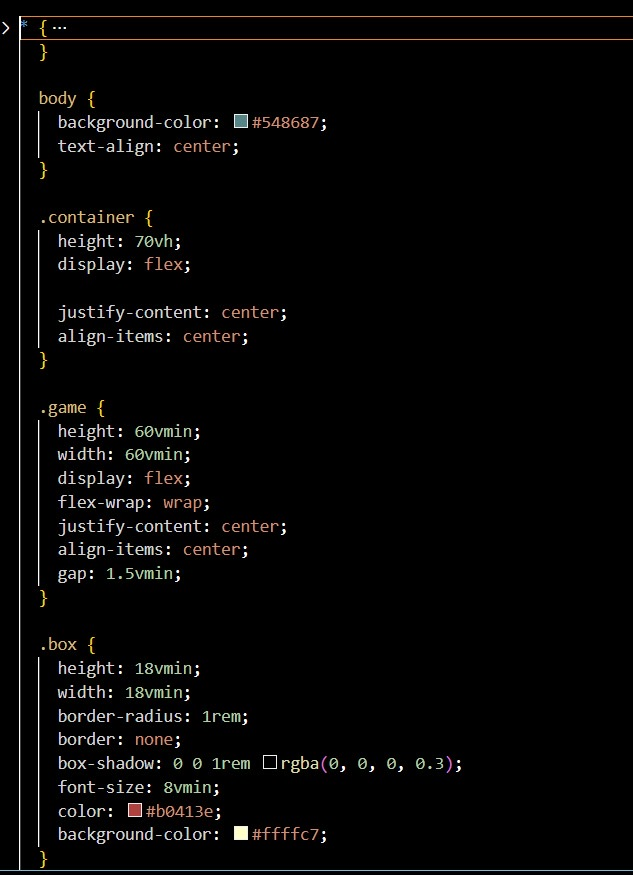 * { ···
}
body {
background-color: #548687;
text-align: center;
}
.container {
height: 70vh;
display: flex;
justify-content: center;
align-items: center;
}
.game {
height: 60vmin;
width: 60vmin;
display: flex;
flex-wrap: wrap;
justify-content: center;
align-items: center;
gap: 1.5vmin;
}
.box {
height: 18vmin;
width: 18vmin;
border-radius: 1rem;
border: none;
box-shadow: 0 0 1rem rgba(0, 0, 0, 0.3);
font-size: 8vmin;
color: #b0413e;
background-color: #ffffc7;
}